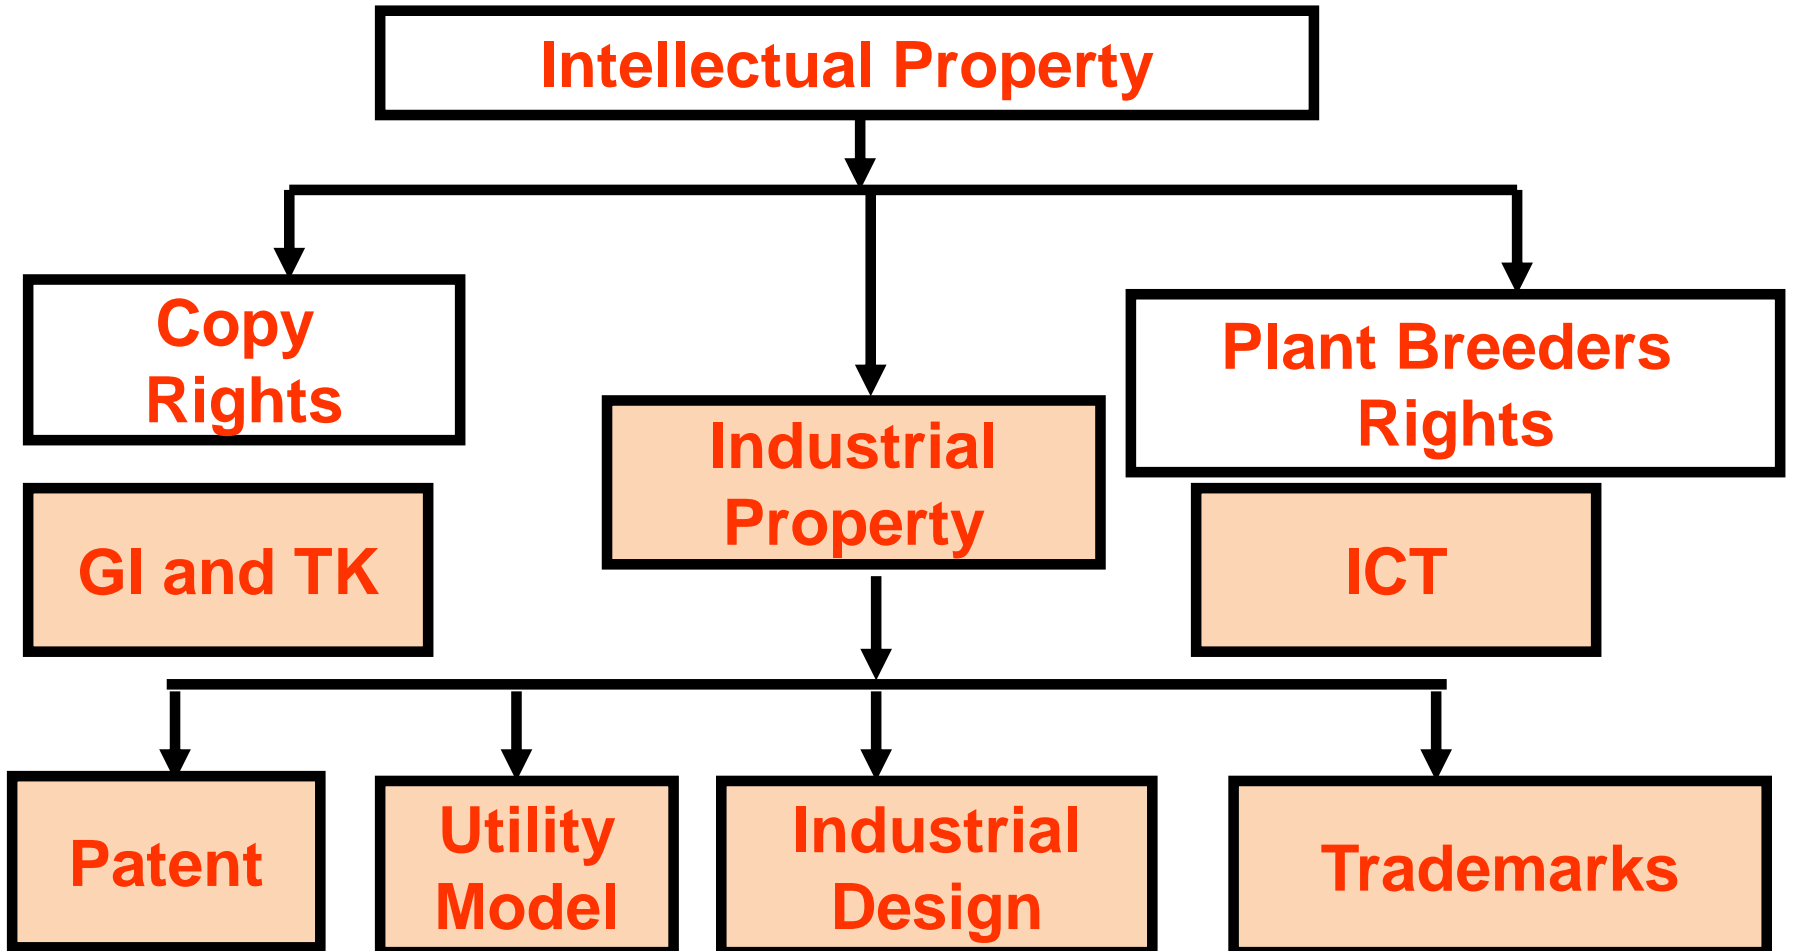 Intellectual Property
Copy
Rights
Plant Breeders
Rights
Industrial
Property
GI and TK
ICT
Patent
Utility
Model
Industrial
Design
Trademarks